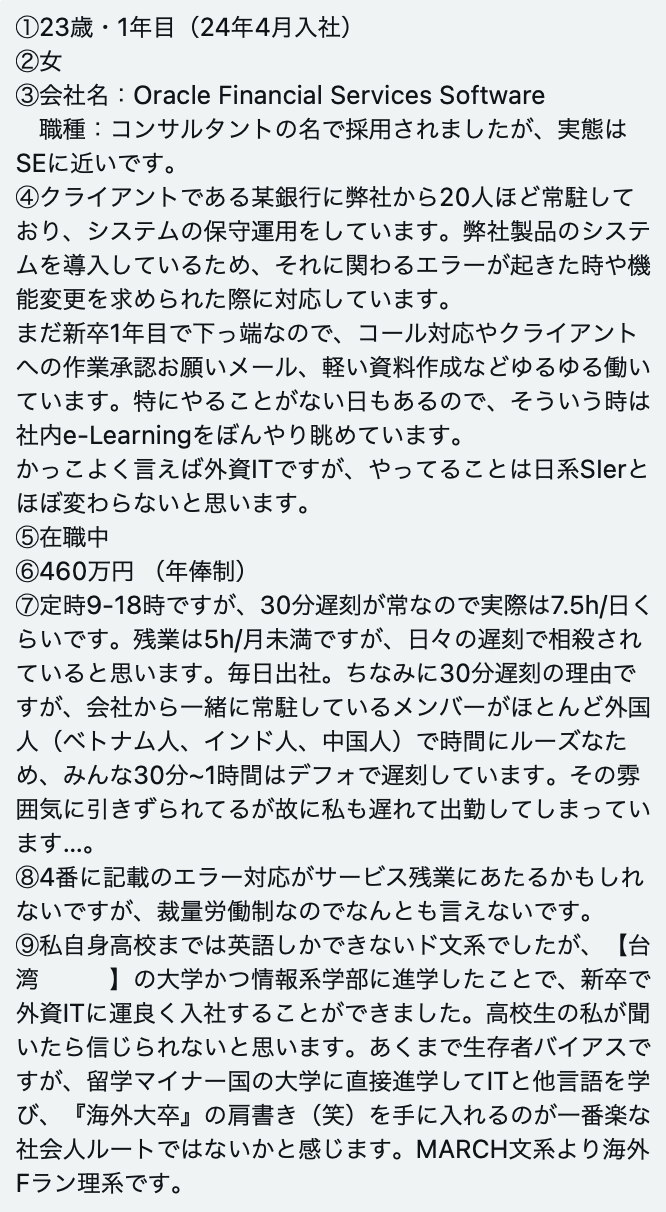 ①23歳・1年目（24年4月入社）
②女
③会社名：Oracle Financial Services Software
　職種：コンサルタントの名で採用されましたが、実態は
SEに近いです。
④クライアントである某銀行に弊社から20人ほど常駐して
おり、システムの保守運用をしています。弊社製品のシステ
ムを導入しているため、それに関わるエラーが起きた時や機
能変更を求められた際に対応しています。
まだ新卒1年目で下っ端なので、コール対応やクライアント
への作業承認お願いメール、軽い資料作成などゆるゆる働い
ています。特にやることがない日もあるので、そういう時は
社内e-Learningをぼんやり眺めています。
かっこよく言えば外資ITですが、やってることは日系SIerと
ほぼ変わらないと思います。
⑤在職中
⑥460万円 （年俸制）
⑦定時9-18時ですが、30分遅刻が常なので実際は7.5h/日く
らいです。残業は5h/月未満ですが、日々の遅刻で相殺され
ていると思います。毎日出社。ちなみに30分遅刻の理由で
すが、会社から一緒に常駐しているメンバーがほとんど外国
人（ベトナム人、インド人、中国人）で時間にルーズなた
め、みんな30分~1時間はデフォで遅刻しています。その雰
囲気に引きずられてるが故に私も遅れて出勤してしまってい
ます...。
⑧4番に記載のエラー対応がサービス残業にあたるかもしれ
ないですが、裁量労働制なのでなんとも言えないです。
⑨私自身高校までは英語しかできないド文系でしたが、【台
湾　　　】の大学かつ情報系学部に進学したことで、新卒で
外資ITに運良く入社することができました。高校生の私が聞
いたら信じられないと思います。あくまで生存者バイアスで
すが、留学マイナー国の大学に直接進学してITと他言語を学
び、『海外大卒』の肩書き（笑）を手に入れるのが一番楽な
社会人ルートではないかと感じます。MARCH文系より海外
Fラン理系です。